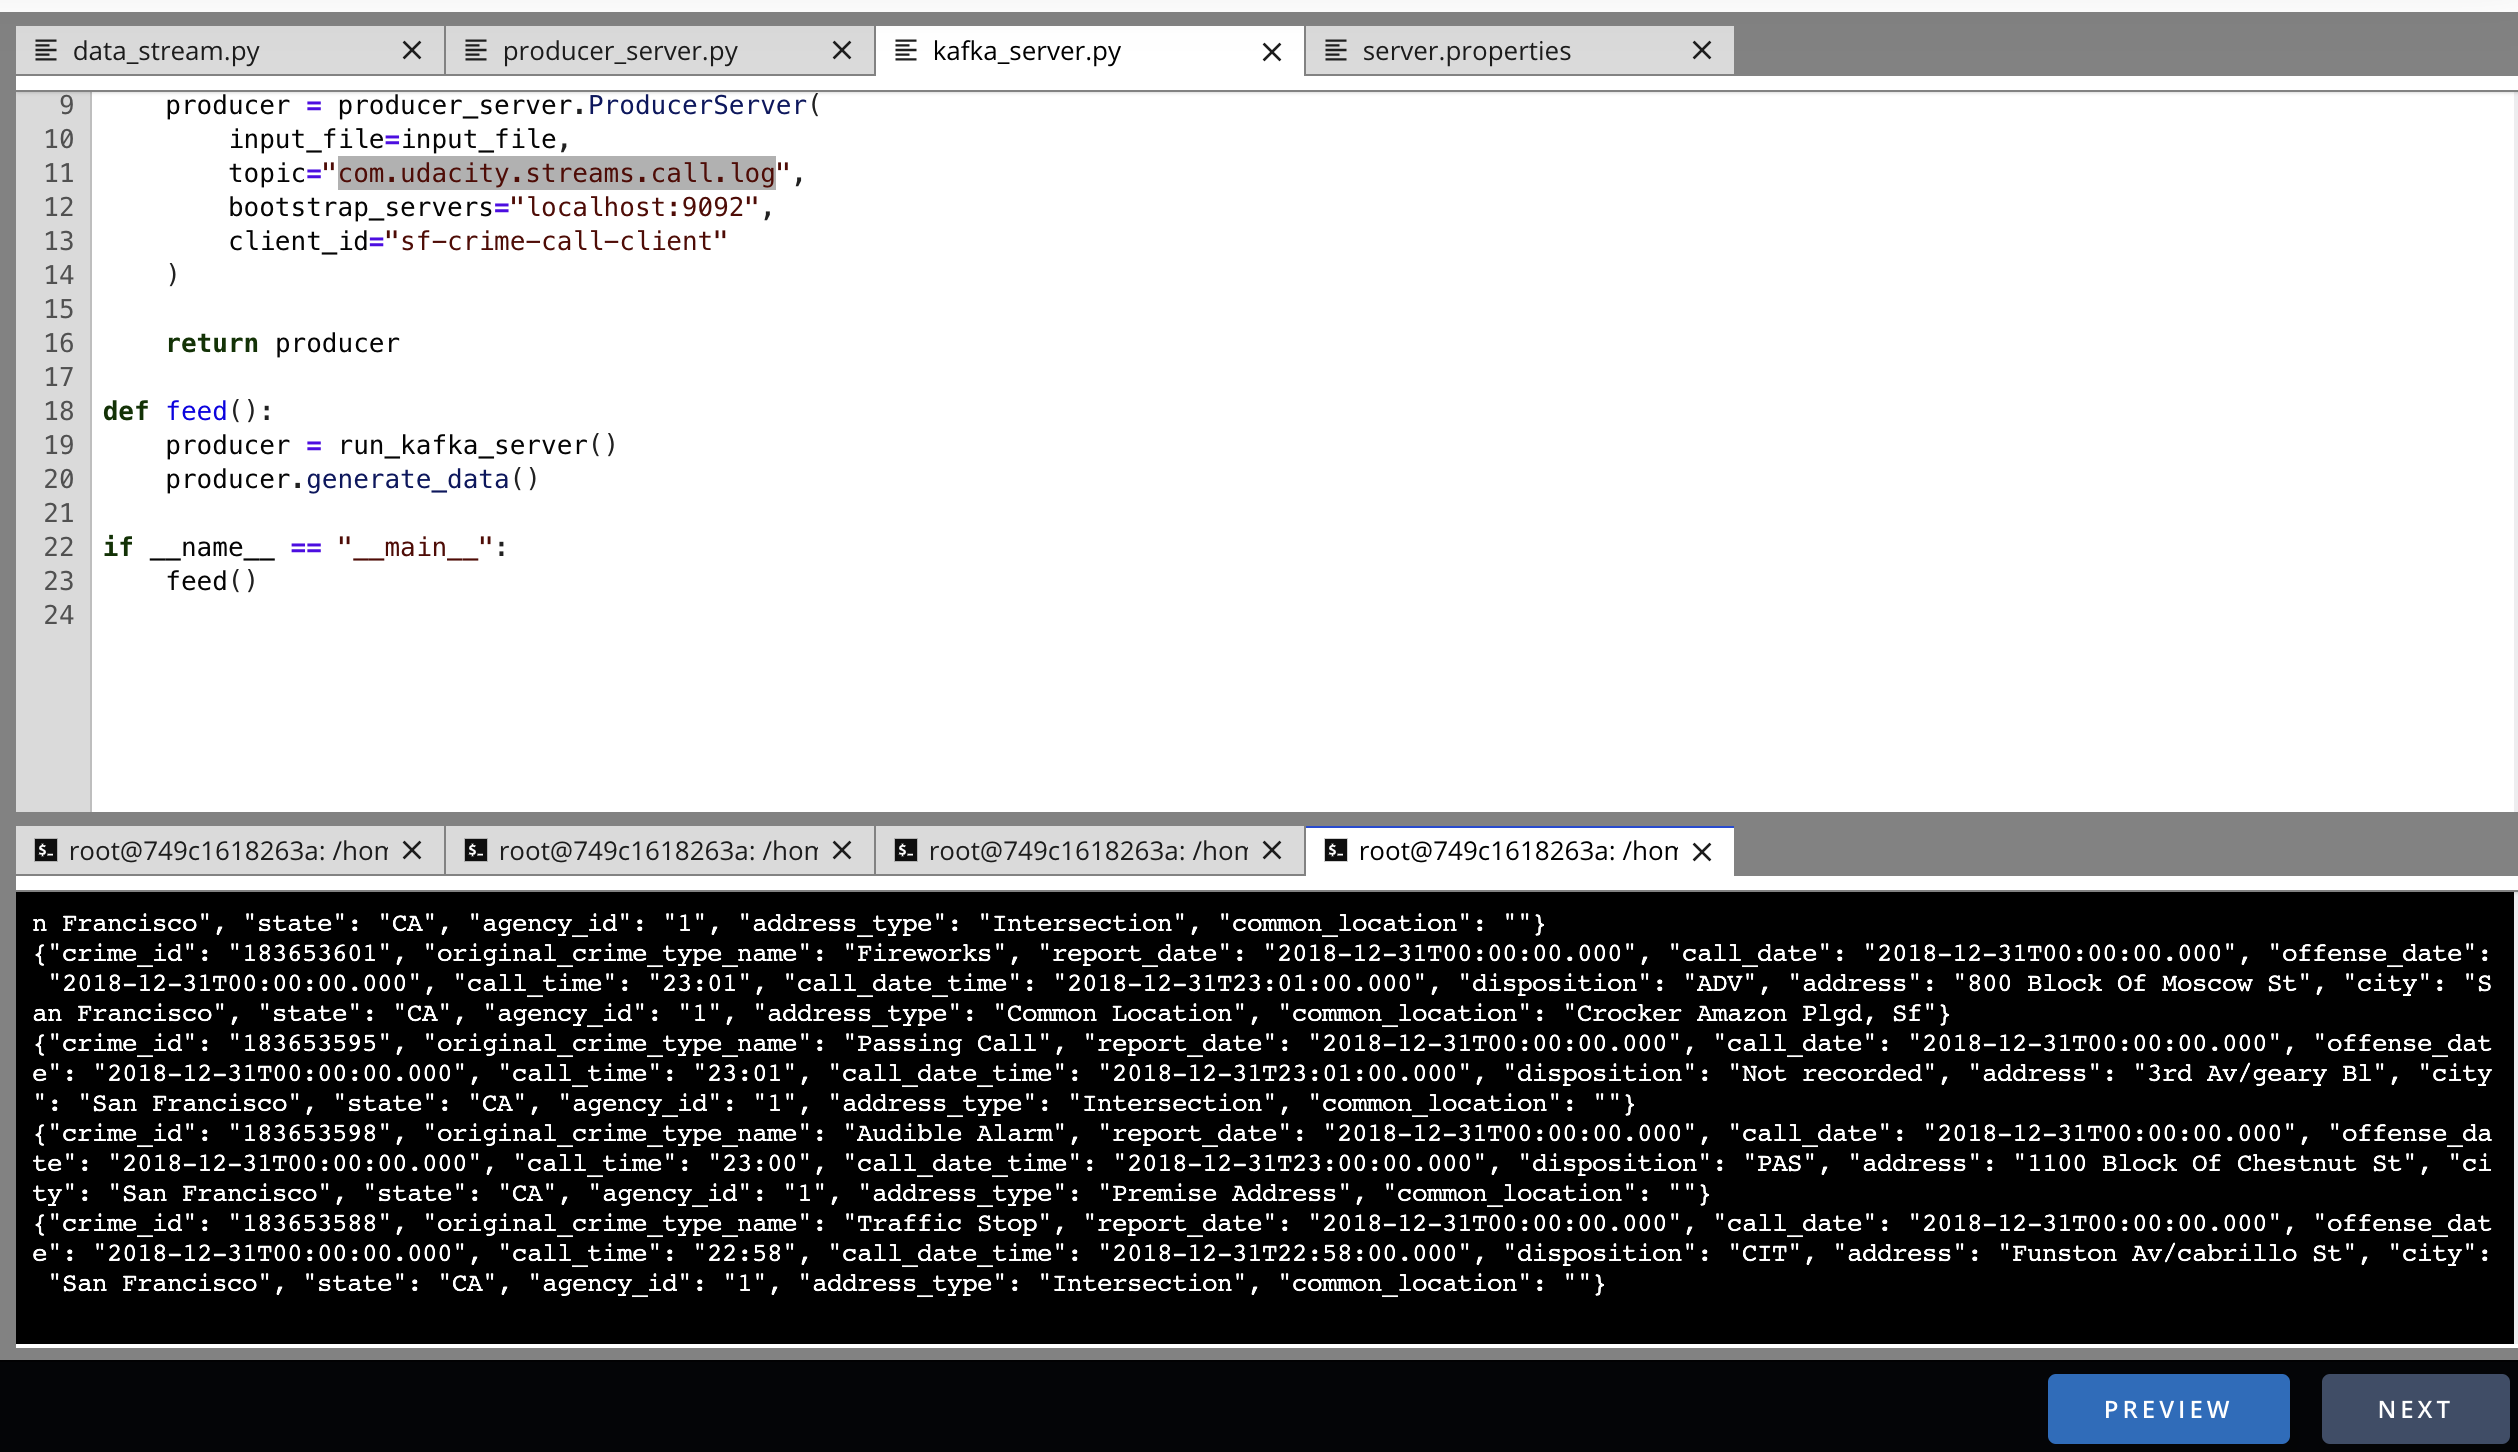 data_stream.py
producer_server.py
kafka_server.py
server.properties
9 producer = producer_server.ProducerServer(
10 input_file=input_file,
11 topic="com.udacity.streams.call.log",
12 bootstrap_servers="localhost:9092",
13 client_id="sf-crime-call-client"
14 )
15
16 return producer
17
18 def feed():
19 producer = run_kafka_server()
20 producer.generate_data()
21
22 if __name__ == "__main__":
23 feed()
24
$_ root@749c1618263a: /hom
$_ root@749c1618263a: /hom
$_ root@749c1618263a: /hom
$_ root@749c1618263a: /hom
n Francisco", "state": "CA", "agency_id": "1", "address_type": "Intersection", "common_location": ""}
{"crime_id": "183653601", "original_crime_type_name": "Fireworks", "report_date": "2018-12-31T00:00:00.000", "call_date": "2018-12-31T00:00:00.000", "offense_date":
"2018-12-31T00:00:00.000", "call_time": "23:01", "call_date_time": "2018-12-31T23:01:00.000", "disposition": "ADV", "address": "800 Block Of Moscow St", "city": "S
an Francisco", "state": "CA", "agency_id": "1", "address_type": "Common Location", "common_location": "Crocker Amazon Plgd, Sf"}
{"crime_id": "183653595", "original_crime_type_name": "Passing Call", "report_date": "2018-12-31T00:00:00.000", "call_date": "2018-12-31T00:00:00.000", "offense_dat
e": "2018-12-31T00:00:00.000", "call_time": "23:01", "call_date_time": "2018-12-31T23:01:00.000", "disposition": "Not recorded", "address": "3rd Av/geary Bl", "city
": "San Francisco", "state": "CA", "agency_id": "1", "address_type": "Intersection", "common_location": ""}
{"crime_id": "183653598", "original_crime_type_name": "Audible Alarm", "report_date": "2018-12-31T00:00:00.000", "call_date": "2018-12-31T00:00:00.000", "offense_da
te": "2018-12-31T00:00:00.000", "call_time": "23:00", "call_date_time": "2018-12-31T23:00:00.000", "disposition": "PAS", "address": "1100 Block Of Chestnut St", "ci
ty": "San Francisco", "state": "CA", "agency_id": "1", "address_type": "Premise Address", "common_location": ""}
{"crime_id": "183653588", "original_crime_type_name": "Traffic Stop", "report_date": "2018-12-31T00:00:00.000", "call_date": "2018-12-31T00:00:00.000", "offense_dat
e": "2018-12-31T00:00:00.000", "call_time": "22:58", "call_date_time": "2018-12-31T22:58:00.000", "disposition": "CIT", "address": "Funston Av/cabrillo St", "city":
"San Francisco", "state": "CA", "agency_id": "1", "address_type": "Intersection", "common_location": ""}
PREVIEW
NEXT